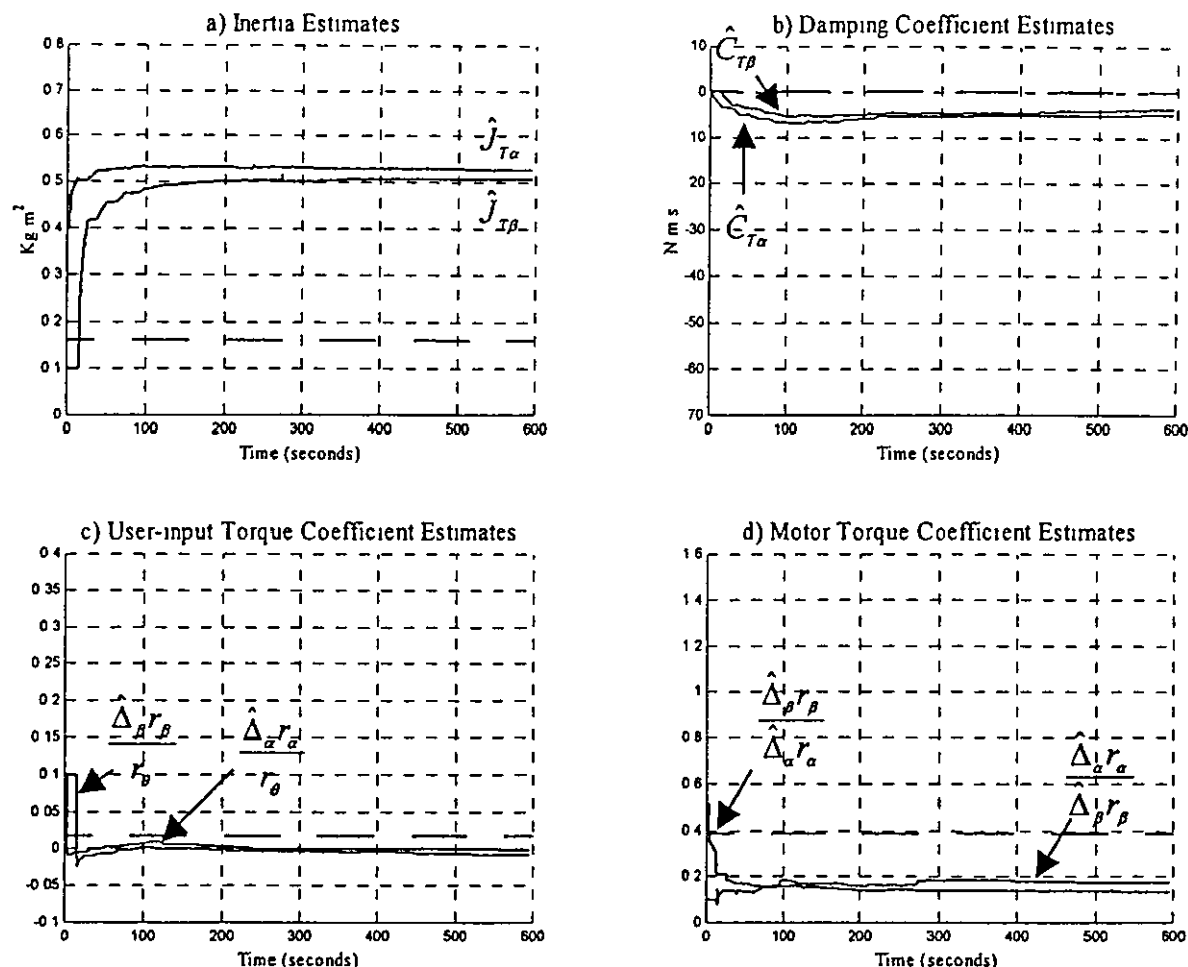 a) Inertia Estimates
0 8
0 7
0 6
0.5
0 4
0 3
0 2
0 1
0
Kg m²
Ĵ_Tα
Ĵ_Tβ
0 100 200 300 400 500 600
Time (seconds)
b) Damping Coefficient Estimates
10
0
10
20
-30
40
-50
-60
70
N m s
Ĉ_Tβ
Ĉ_Tα
0 100 200 300 400 500 600
Time (seconds)
c) User-input Torque Coefficient Estimates
0 4
0.35
0.3
0.25
0.2
0.15
0.1
0.05
0
-0.05
-0 1
Δ̂_β r_β
r_θ
Δ̂_α r_α
r_θ
0 100 200 300 400 500 600
Time (seconds)
d) Motor Torque Coefficient Estimates
1 6
1 4
1.2
1
0.8
0.6
0 4
0 2
0
Δ̂_β r_β
Δ̂_α r_α
Δ̂_α r_α
Δ̂_β r_β
0 100 200 300 400 500 600
Time (seconds)